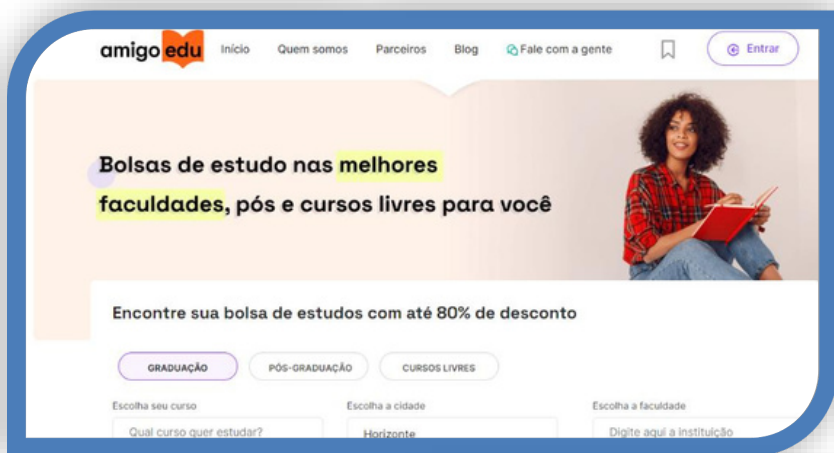 amigo edu Início Quem somos Parceiros Blog Fale com a gente Entrar
Bolsas de estudo nas melhores
faculdades, pós e cursos livres para você
Encontre sua bolsa de estudos com até 80% de desconto
GRADUAÇÃO PÓS-GRADUAÇÃO CURSOS LIVRES
Escolha seu curso Escolha a cidade Escolha a faculdade
Qual curso quer estudar? Horizonte Digite aqui a instituição